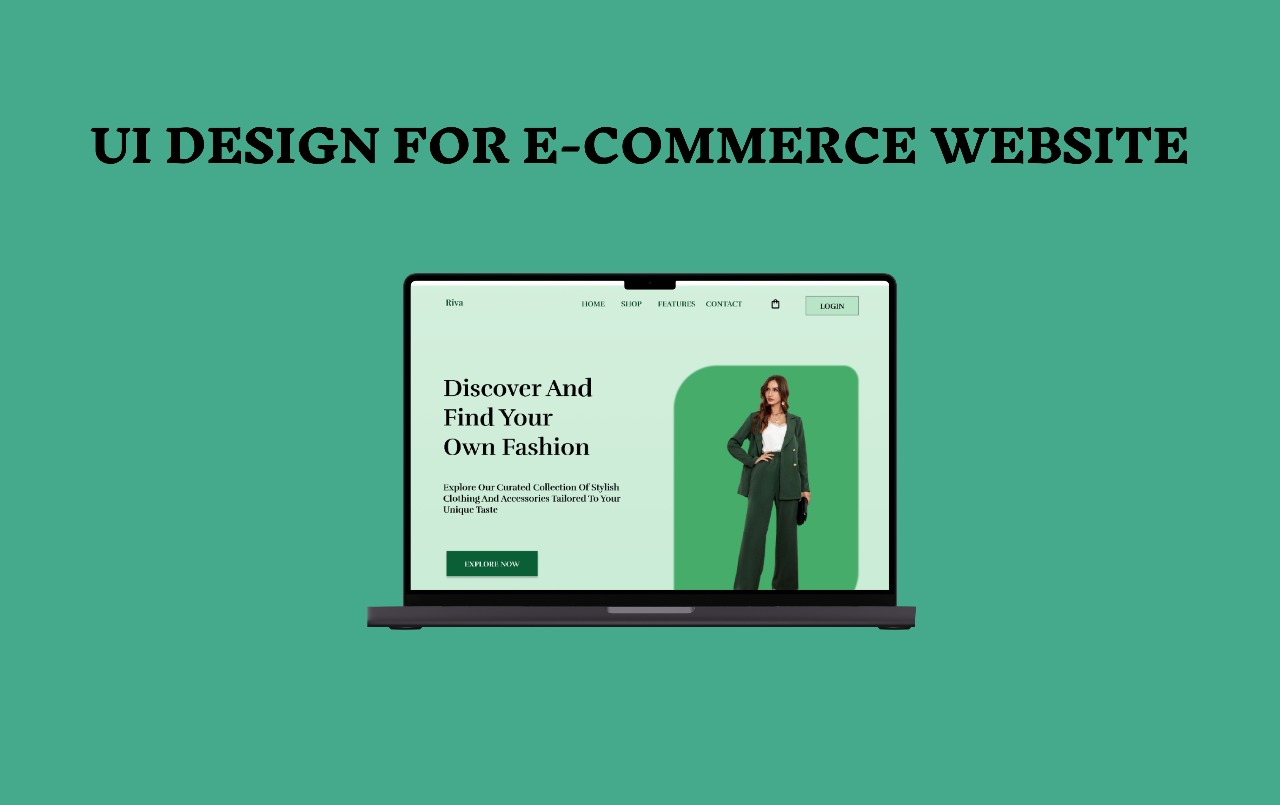 UI DESIGN FOR E-COMMERCE WEBSITE
Riva HOME SHOP FEATURES CONTACT LOGIN
Discover And
Find Your
Own Fashion
Explore Our Curated Collection Of Stylish
Clothing And Accessories Tailored To Your
Unique Taste
EXPLORE NOW